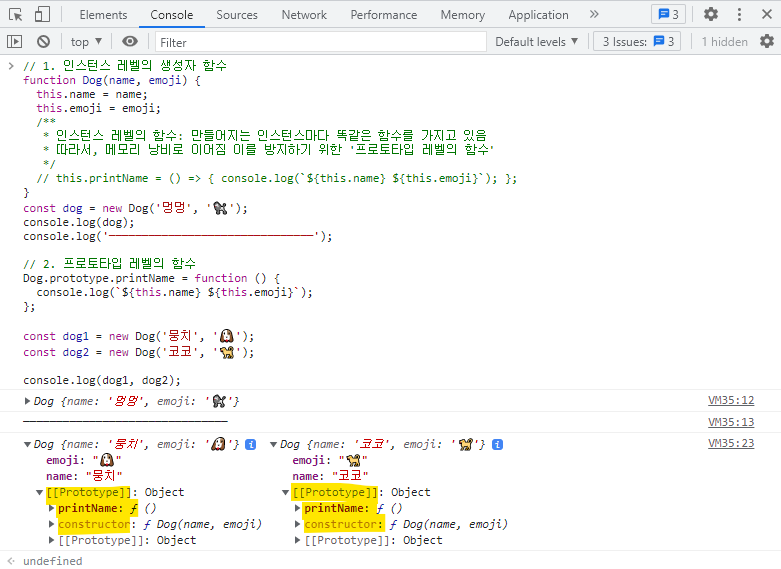 Elements Console Sources Network Performance Memory Application » 3
top ▼ Filter Default levels ▼ 3 Issues: 3 1 hidden
> // 1. 인스턴스 레벨의 생성자 함수
function Dog(name, emoji) {
  this.name = name;
  this.emoji = emoji;
  /**
   * 인스턴스 레벨의 함수: 만들어지는 인스턴스마다 똑같은 함수를 가지고 있음
   * 따라서, 메모리 낭비로 이어짐 이를 방지하기 위한 '프로토타입 레벨의 함수'
   */
  // this.printName = () => { console.log(`${this.name} ${this.emoji}`); };
}
const dog = new Dog('멍멍', '🐩');
console.log(dog);
console.log('───────────────────────────────');
// 2. 프로토타입 레벨의 함수
Dog.prototype.printName = function () {
  console.log(`${this.name} ${this.emoji}`);
};
const dog1 = new Dog('뭉치', '🐶');
const dog2 = new Dog('코코', '🐕');
console.log(dog1, dog2);
▶ Dog {name: '멍멍', emoji: '🐩'} VM35:12
─────────────────────────────── VM35:13
▼ Dog {name: '뭉치', emoji: '🐶'} i ▼ Dog {name: '코코', emoji: '🐕'} i VM35:23
emoji: "🐶" emoji: "🐕"
name: "뭉치" name: "코코"
▼ [[Prototype]]: Object ▼ [[Prototype]]: Object
▶ printName: ƒ () ▶ printName: ƒ ()
▶ constructor: ƒ Dog(name, emoji) ▶ constructor: ƒ Dog(name, emoji)
▶ [[Prototype]]: Object ▶ [[Prototype]]: Object
< undefined